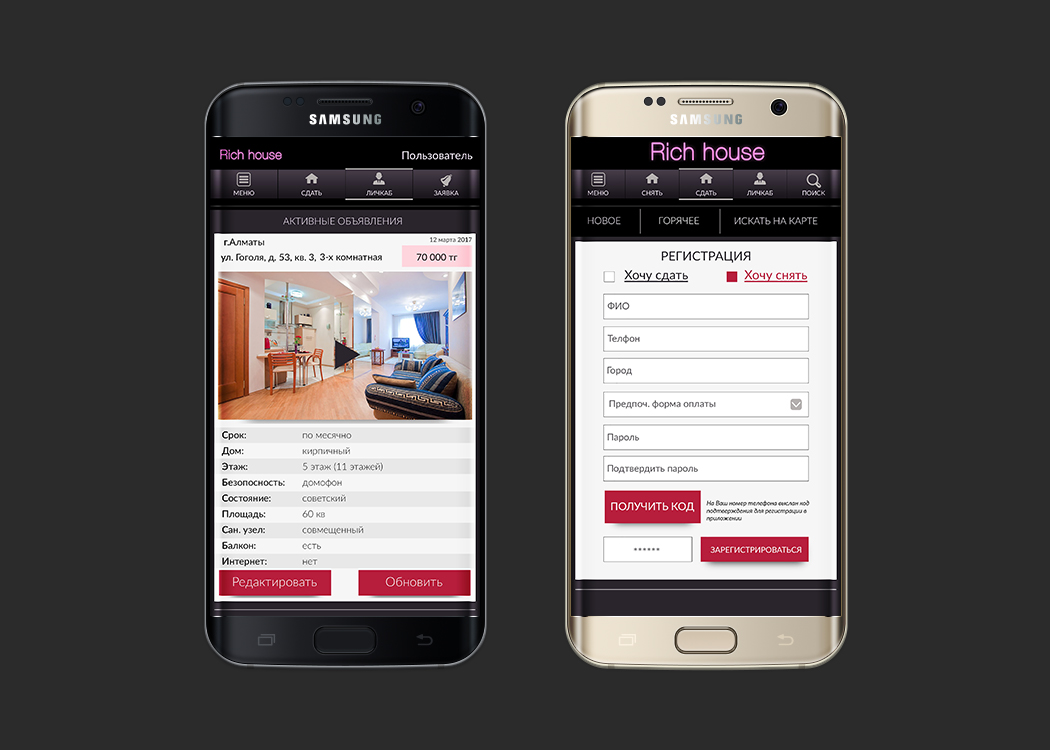 SAMSUNG
Rich house
Пользователь
МЕНЮ
СДАТЬ
ЛИЧКАБ
ЗАЯВКА
АКТИВНЫЕ ОБЪЯВЛЕНИЯ
г.Алматы
12 марта 2017
ул. Гоголя, д. 53, кв. 3, 3-х комнатная
70 000 тг
Срок: по месячно
Дом: кирпичный
Этаж: 5 этаж (11 этажей)
Безопасность: домофон
Состояние: советский
Площадь: 60 кв
Сан. узел: совмещенный
Балкон: есть
Интернет: нет
Редактировать
Обновить
SAMSUNG
Rich house
МЕНЮ
СНЯТЬ
СДАТЬ
ЛИЧКАБ
ПОИСК
НОВОЕ
ГОРЯЧЕЕ
ИСКАТЬ НА КАРТЕ
РЕГИСТРАЦИЯ
Хочу сдать
Хочу снять
ФИО
Телфон
Город
Предпоч. форма оплаты
Пароль
Подтвердить пароль
ПОЛУЧИТЬ КОД
На Ваш номер телефона выслан код
подтверждения для регистрации в
приложении
******
ЗАРЕГИСТРИРОВАТЬСЯ